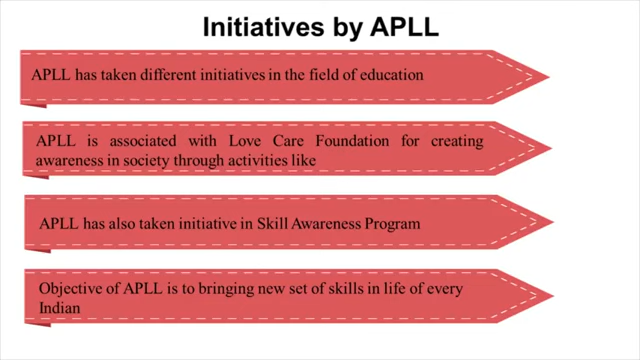 Initiatives by APLL
APLL has taken different initiatives in the field of education
APLL is associated with Love Care Foundation for creating
awareness in society through activities like
APLL has also taken initiative in Skill Awareness Program
Objective of APLL is to bringing new set of skills in life of every
Indian